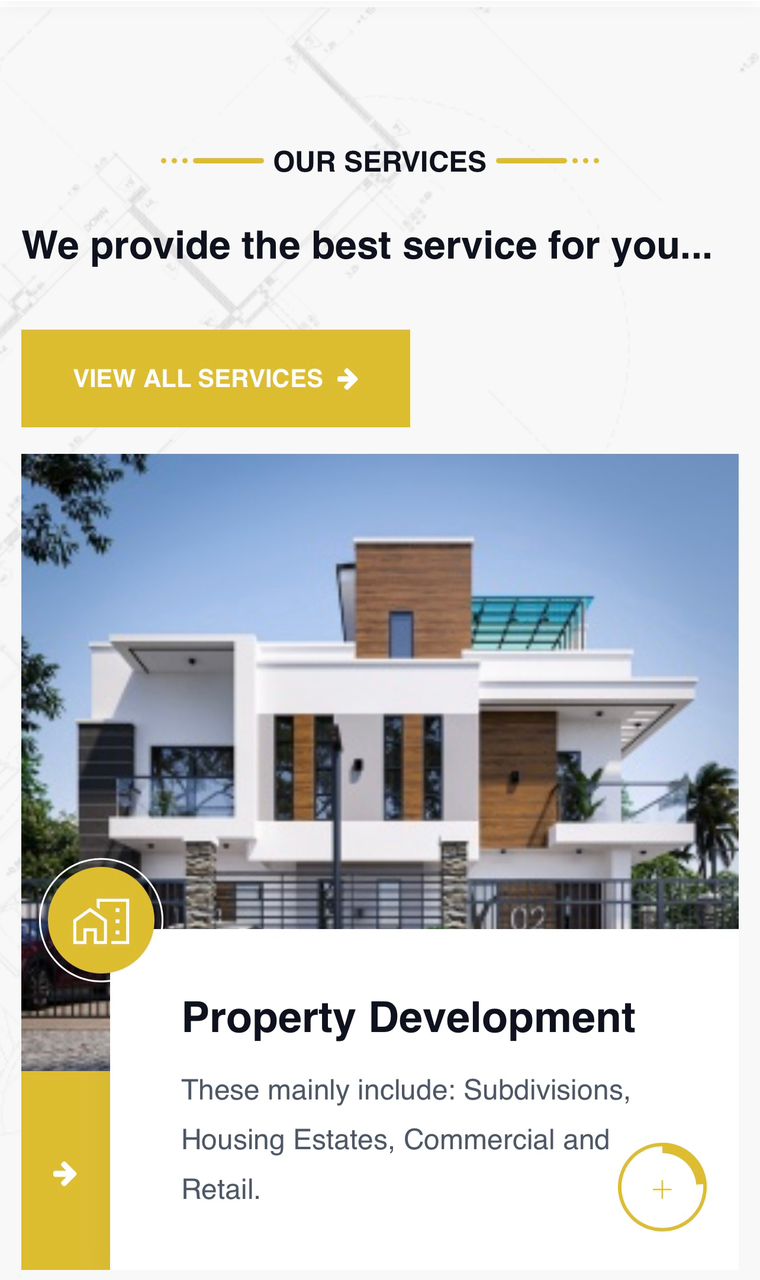 OUR SERVICES
We provide the best service for you...
VIEW ALL SERVICES
02
Property Development
These mainly include: Subdivisions,
Housing Estates, Commercial and
Retail.